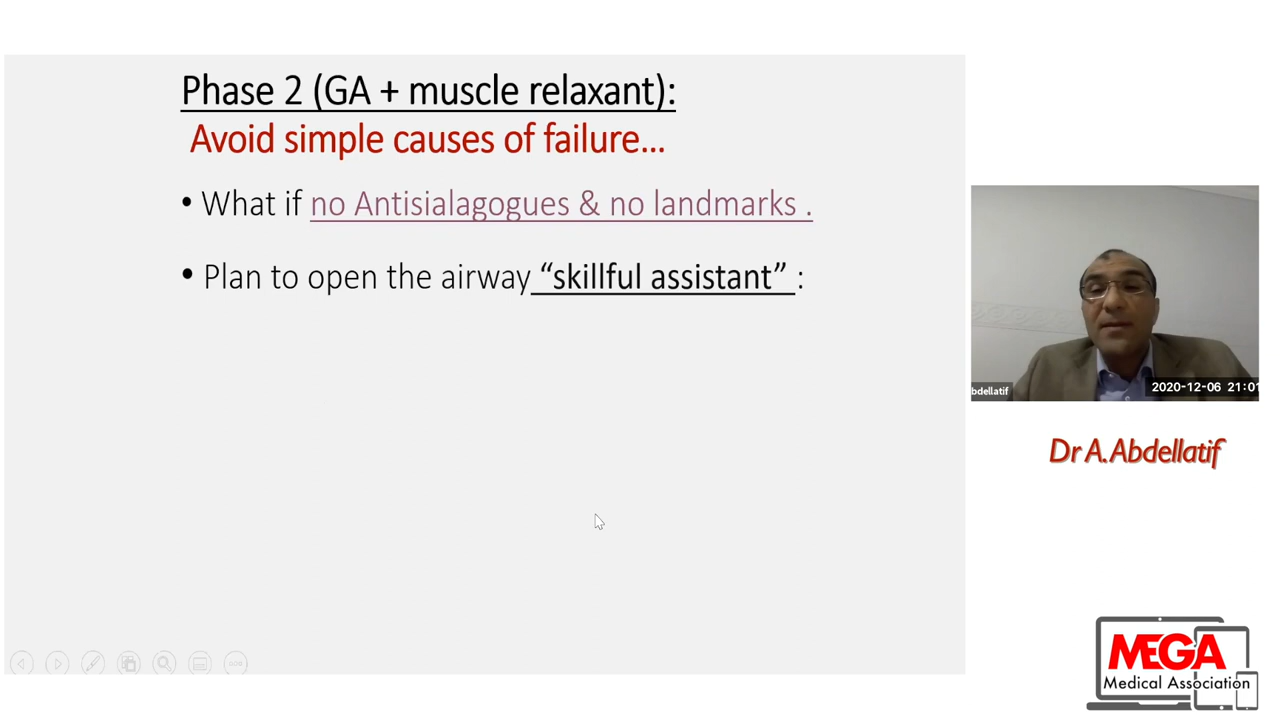 Phase 2 (GA + muscle relaxant):
Avoid simple causes of failure...
• What if no Antisialagogues & no landmarks .
• Plan to open the airway “skillful assistant” :
bdellatif
2020-12-06 21:01
Dr A.Abdellatif
MEGA
Medical Association